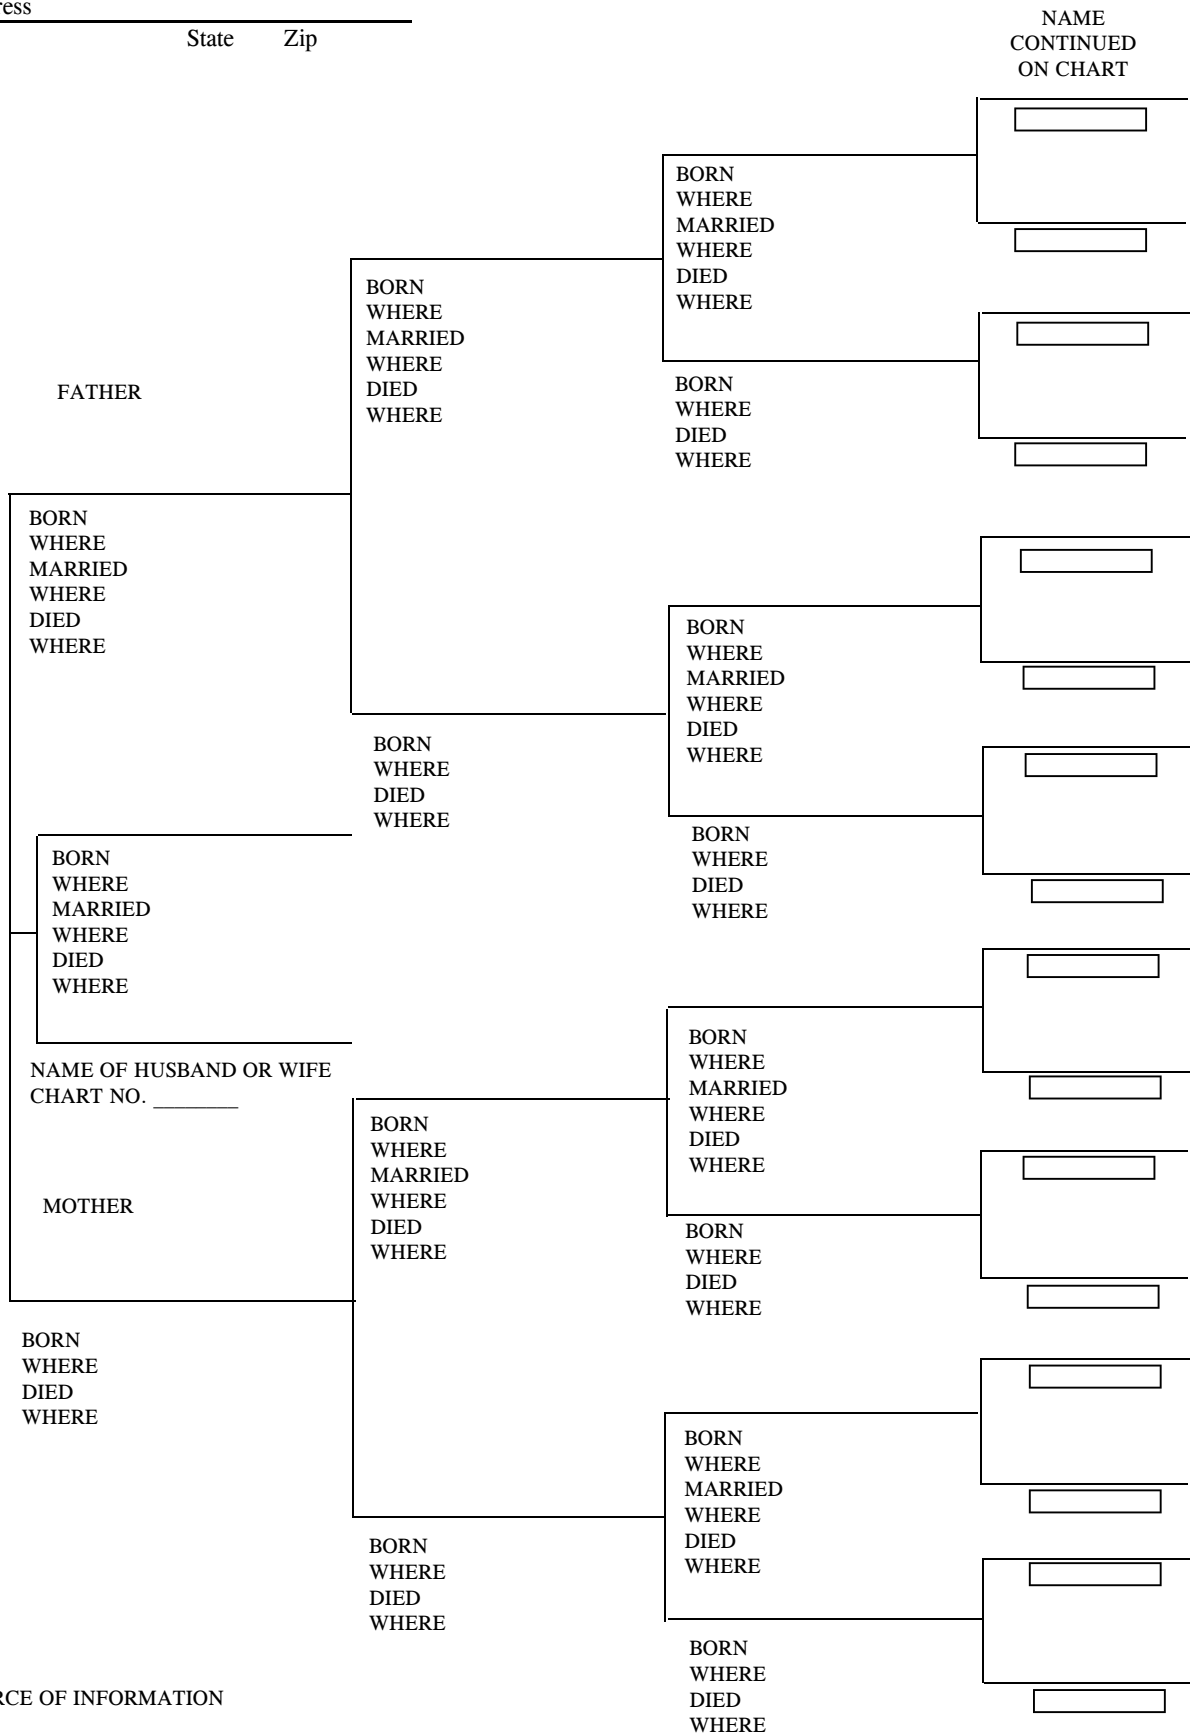 ress
State Zip
NAME
CONTINUED
ON CHART
BORN
WHERE
MARRIED
WHERE
DIED
WHERE
BORN
WHERE
MARRIED
WHERE
DIED
WHERE
FATHER
BORN
WHERE
DIED
WHERE
BORN
WHERE
MARRIED
WHERE
DIED
WHERE
BORN
WHERE
MARRIED
WHERE
DIED
WHERE
BORN
WHERE
DIED
WHERE
BORN
WHERE
DIED
WHERE
BORN
WHERE
MARRIED
WHERE
DIED
WHERE
NAME OF HUSBAND OR WIFE
CHART NO. ________
BORN
WHERE
MARRIED
WHERE
DIED
WHERE
BORN
WHERE
MARRIED
WHERE
DIED
WHERE
MOTHER
BORN
WHERE
DIED
WHERE
BORN
WHERE
DIED
WHERE
BORN
WHERE
MARRIED
WHERE
DIED
WHERE
BORN
WHERE
DIED
WHERE
BORN
WHERE
DIED
WHERE
RCE OF INFORMATION